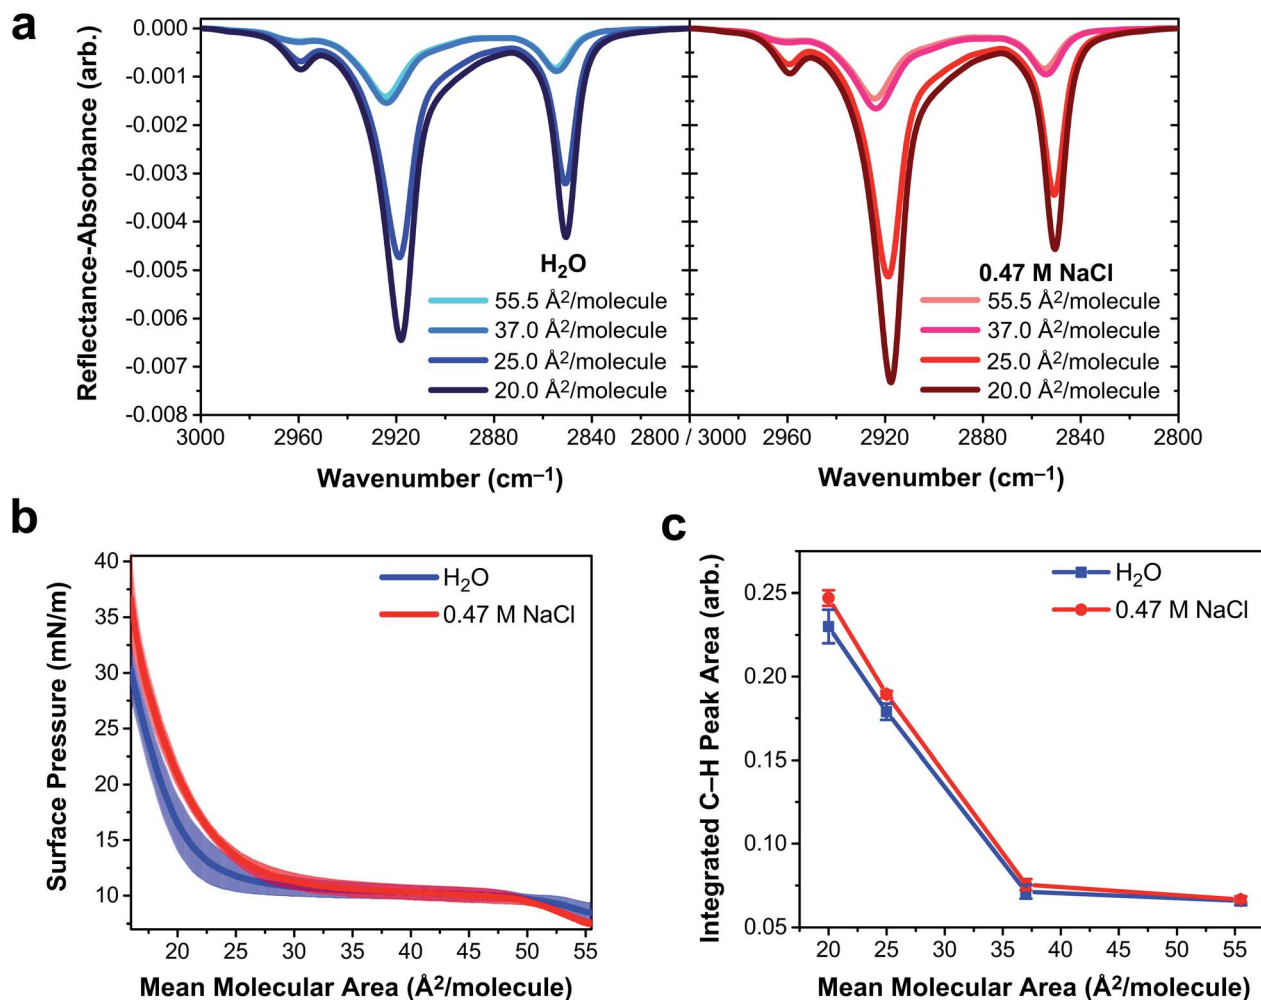 a
Reflectance-Absorbance (arb.)
0.000
-0.001
-0.002
-0.003
-0.004
-0.005
-0.006
-0.007
-0.008
H₂O
55.5 Å²/molecule
37.0 Å²/molecule
25.0 Å²/molecule
20.0 Å²/molecule
0.47 M NaCl
55.5 Å²/molecule
37.0 Å²/molecule
25.0 Å²/molecule
20.0 Å²/molecule
3000 2960 2920 2880 2840 2800 / 3000 2960 2920 2880 2840 2800
Wavenumber (cm⁻¹) Wavenumber (cm⁻¹)
b
Surface Pressure (mN/m)
40
35
30
25
10
15
10
H₂O
0.47 M NaCl
20 25 30 35 40 45 50 55
Mean Molecular Area (Å²/molecule)
c
Integrated C–H Peak Area (arb.)
0.25
0.20
0.15
0.10
0.05
H₂O
0.47 M NaCl
20 25 30 35 40 45 50 55
Mean Molecular Area (Å²/molecule)